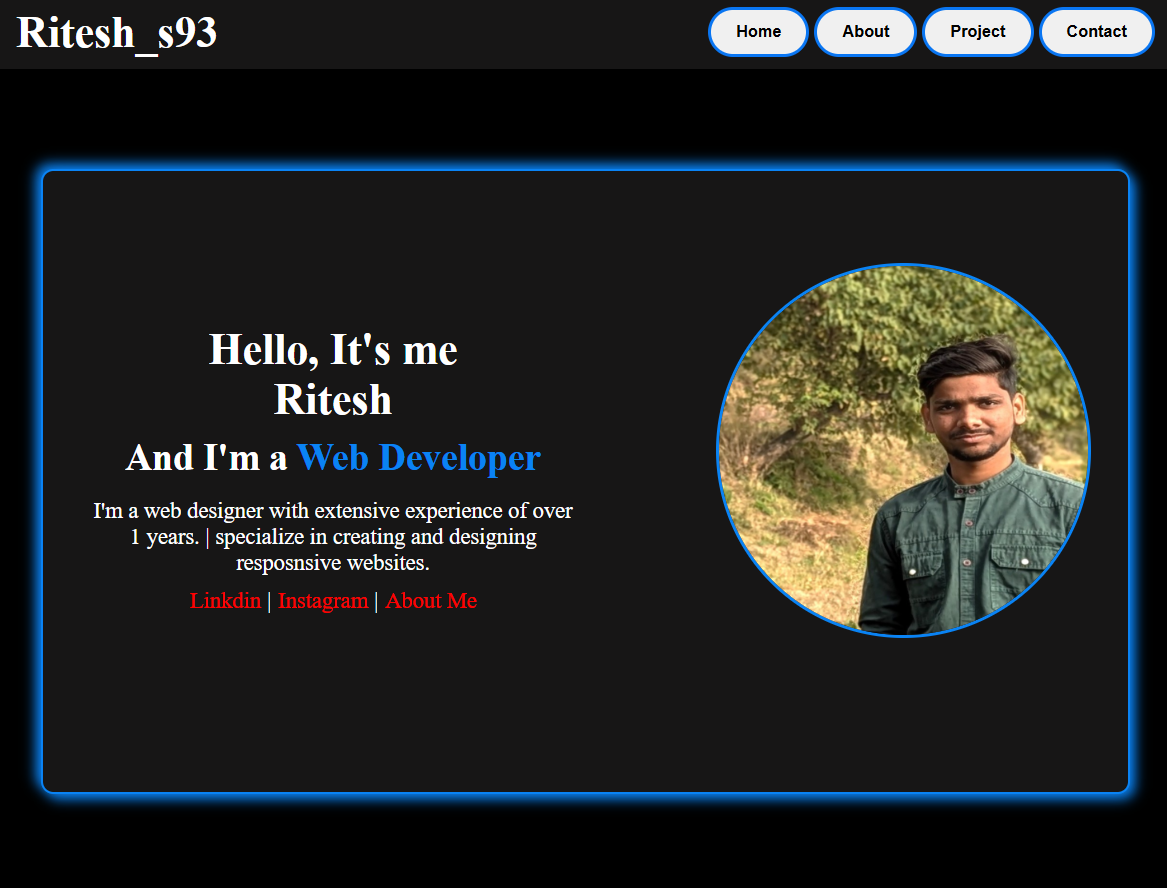 Ritesh_s93
Home
About
Project
Contact
Hello, It's me
Ritesh
And I'm a Web Developer
I'm a web designer with extensive experience of over
1 years. | specialize in creating and designing
resposnsive websites.
Linkdin | Instagram | About Me